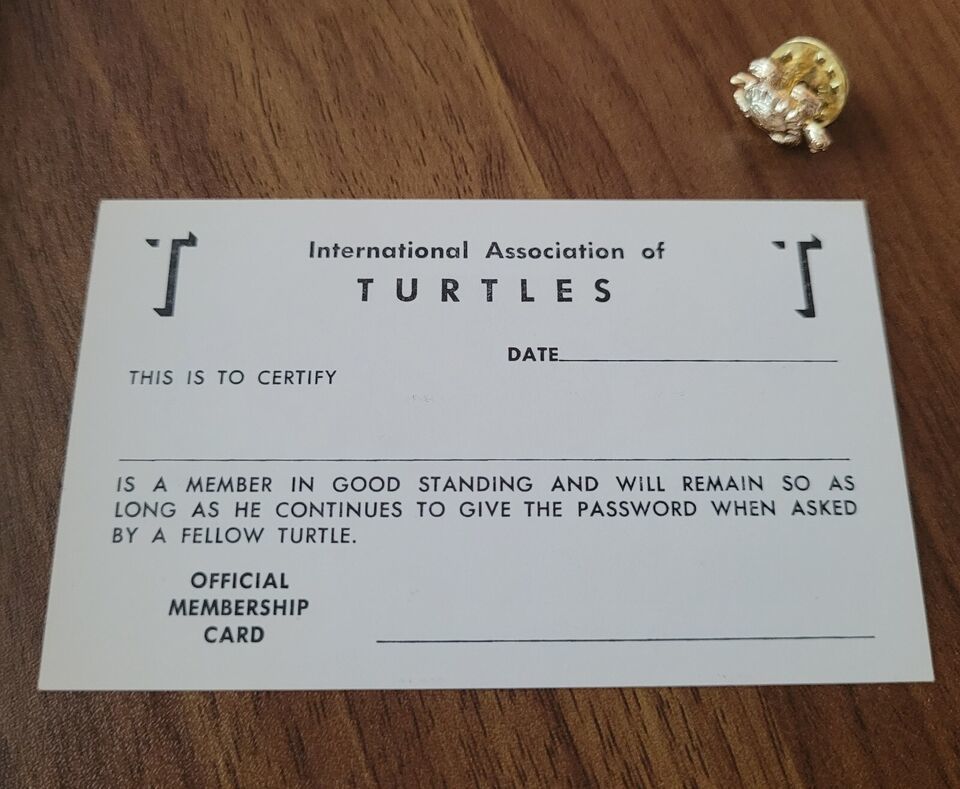 T International Association of T
TURTLES
DATE
THIS IS TO CERTIFY
IS A MEMBER IN GOOD STANDING AND WILL REMAIN SO AS
LONG AS HE CONTINUES TO GIVE THE PASSWORD WHEN ASKED
BY A FELLOW TURTLE.
OFFICIAL
MEMBERSHIP
CARD